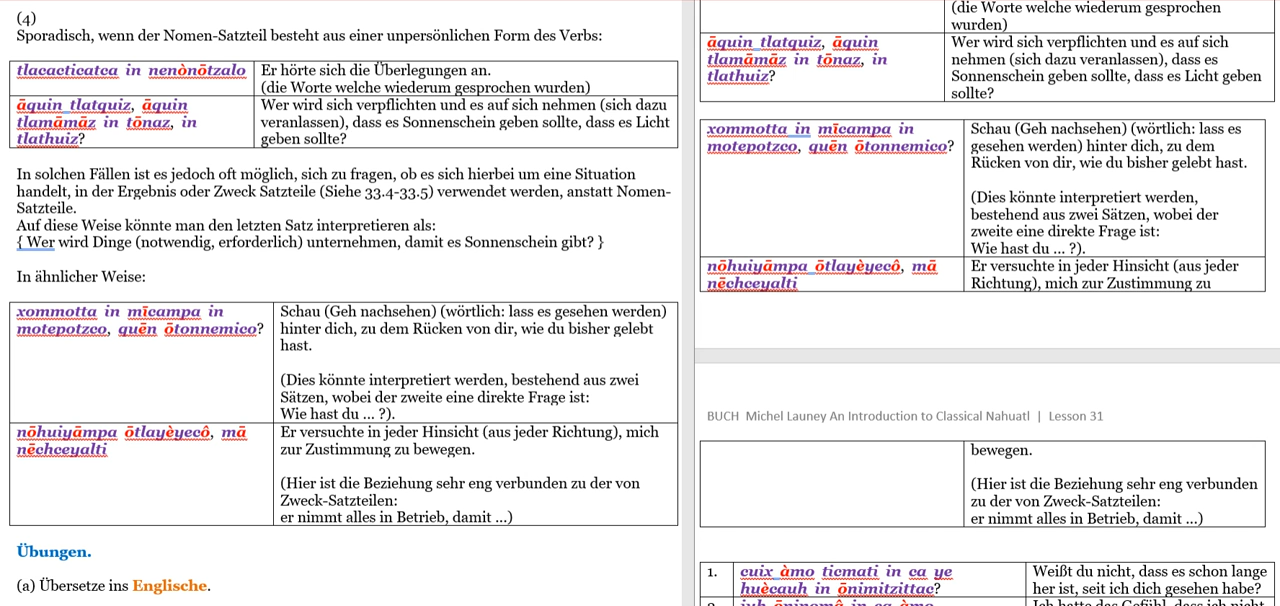 (4)
Sporadisch, wenn der Nomen-Satzteil besteht aus einer unpersönlichen Form des Verbs:
tlacacticatca in nenònōtzalo
Er hörte sich die Überlegungen an.
(die Worte welche wiederum gesprochen wurden)
āquin tlatquiz, āquin
tlamāmāz in tōnaz, in
tlathuiz?
Wer wird sich verpflichten und es auf sich nehmen (sich dazu
veranlassen), dass es Sonnenschein geben sollte, dass es Licht
geben sollte?
In solchen Fällen ist es jedoch oft möglich, sich zu fragen, ob es sich hierbei um eine Situation
handelt, in der Ergebnis oder Zweck Satzteile (Siehe 33.4-33.5) verwendet werden, anstatt Nomen-
Satzteile.
Auf diese Weise könnte man den letzten Satz interpretieren als:
{ Wer wird Dinge (notwendig, erforderlich) unternehmen, damit es Sonnenschein gibt? }
In ähnlicher Weise:
xommotta in mīcampa in
motepotzco, quēn ōtonnemico?
Schau (Geh nachsehen) (wörtlich: lass es gesehen werden)
hinter dich, zu dem Rücken von dir, wie du bisher gelebt
hast.
(Dies könnte interpretiert werden, bestehend aus zwei
Sätzen, wobei der zweite eine direkte Frage ist:
Wie hast du ... ?).
nōhuiyāmpa ōtlayèyecô, mā
nēchceyalti
Er versuchte in jeder Hinsicht (aus jeder Richtung), mich
zur Zustimmung zu bewegen.
(Hier ist die Beziehung sehr eng verbunden zu der von
Zweck-Satzteilen:
er nimmt alles in Betrieb, damit ...)
Übungen.
(a) Übersetze ins Englische.
(die Worte welche wiederum gesprochen
wurden)
āquin tlatquiz, āquin
tlamāmāz in tōnaz, in
tlathuiz?
Wer wird sich verpflichten und es auf sich
nehmen (sich dazu veranlassen), dass es
Sonnenschein geben sollte, dass es Licht geben
sollte?
xommotta in mīcampa in
motepotzco, quēn ōtonnemico?
Schau (Geh nachsehen) (wörtlich: lass es
gesehen werden) hinter dich, zu dem
Rücken von dir, wie du bisher gelebt hast.
(Dies könnte interpretiert werden,
bestehend aus zwei Sätzen, wobei der
zweite eine direkte Frage ist:
Wie hast du ... ?).
nōhuiyāmpa ōtlayèyecô, mā
nēchceyalti
Er versuchte in jeder Hinsicht (aus jeder
Richtung), mich zur Zustimmung zu
BUCH Michel Launey An Introduction to Classical Nahuatl | Lesson 31
bewegen.
(Hier ist die Beziehung sehr eng verbunden
zu der von Zweck-Satzteilen:
er nimmt alles in Betrieb, damit ...)
1.
cuix àmo ticmati in ca ye
huècauh in ōnimitzittac?
Weißt du nicht, dass es schon lange
her ist, seit ich dich gesehen habe?